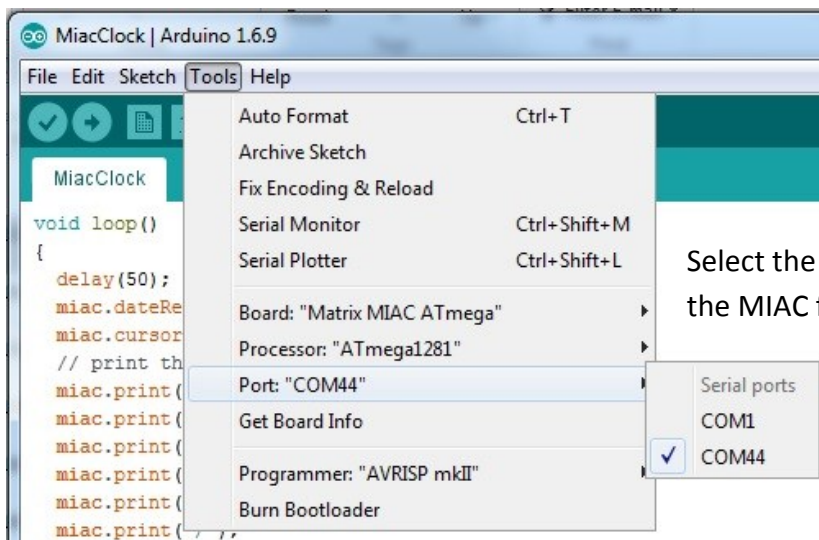 MiacClock | Arduino 1.6.9
File Edit Sketch Tools Help
Auto Format Ctrl+T
Archive Sketch
Fix Encoding & Reload
Serial Monitor Ctrl+Shift+M
Serial Plotter Ctrl+Shift+L
Board: "Matrix MIAC ATmega"
Processor: "ATmega1281"
Port: "COM44"
Get Board Info
Programmer: "AVRISP mkII"
Burn Bootloader
Serial ports
COM1
COM44
MiacClock
void loop()
{
delay(50);
miac.dateRe
miac.cursor
// print th
miac.print(
miac.print(
miac.print(
miac.print(
miac.print(
miac.print(
Select the
the MIAC